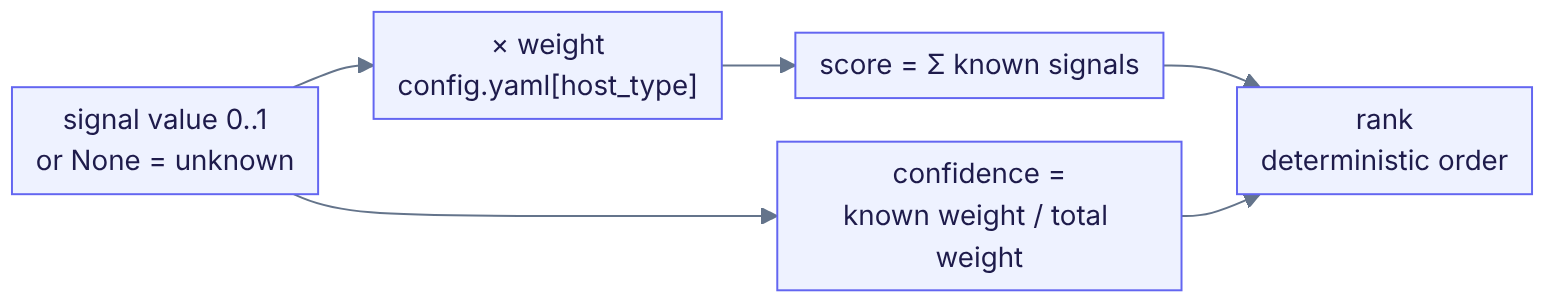 signal value 0..1
or None = unknown
× weight
config.yaml[host_type]
score = Σ known signals
confidence =
known weight / total
weight
rank
deterministic order